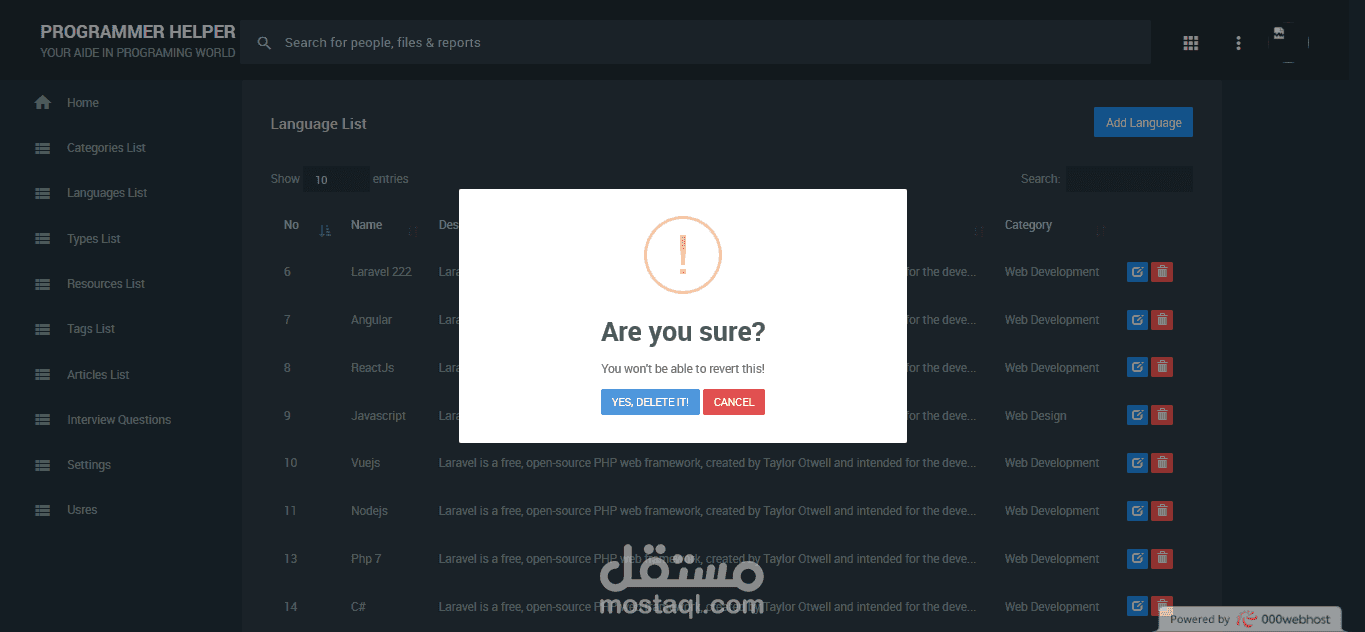 PROGRAMMER HELPER
YOUR AIDE IN PROGRAMING WORLD
Search for people, files & reports
Home
Categories List
Languages List
Types List
Resources List
Tags List
Articles List
Interview Questions
Settings
Usres
Language List
Add Language
Show 10 entries
Search:
No Name Des Category
6 Laravel 222 Lara for the deve... Web Development
7 Angular Lara for the deve... Web Development
8 ReactJs Lara for the deve... Web Development
9 Javascript Lara for the deve... Web Design
10 Vuejs Laravel is a free, open-source PHP web framework, created by Taylor Otwell and intended for the deve... Web Development
11 Nodejs Laravel is a free, open-source PHP web framework, created by Taylor Otwell and intended for the deve... Web Development
13 Php 7 Laravel is a free, open-source PHP web framework, created by Taylor Otwell and intended for the deve... Web Development
14 C# Laravel is a free, open-source PHP web framework, created by Taylor Otwell and intended for the deve... Web Development
!
Are you sure?
You won't be able to revert this!
YES, DELETE IT! CANCEL
مستقل
mostaql.com
Powered by 000webhost